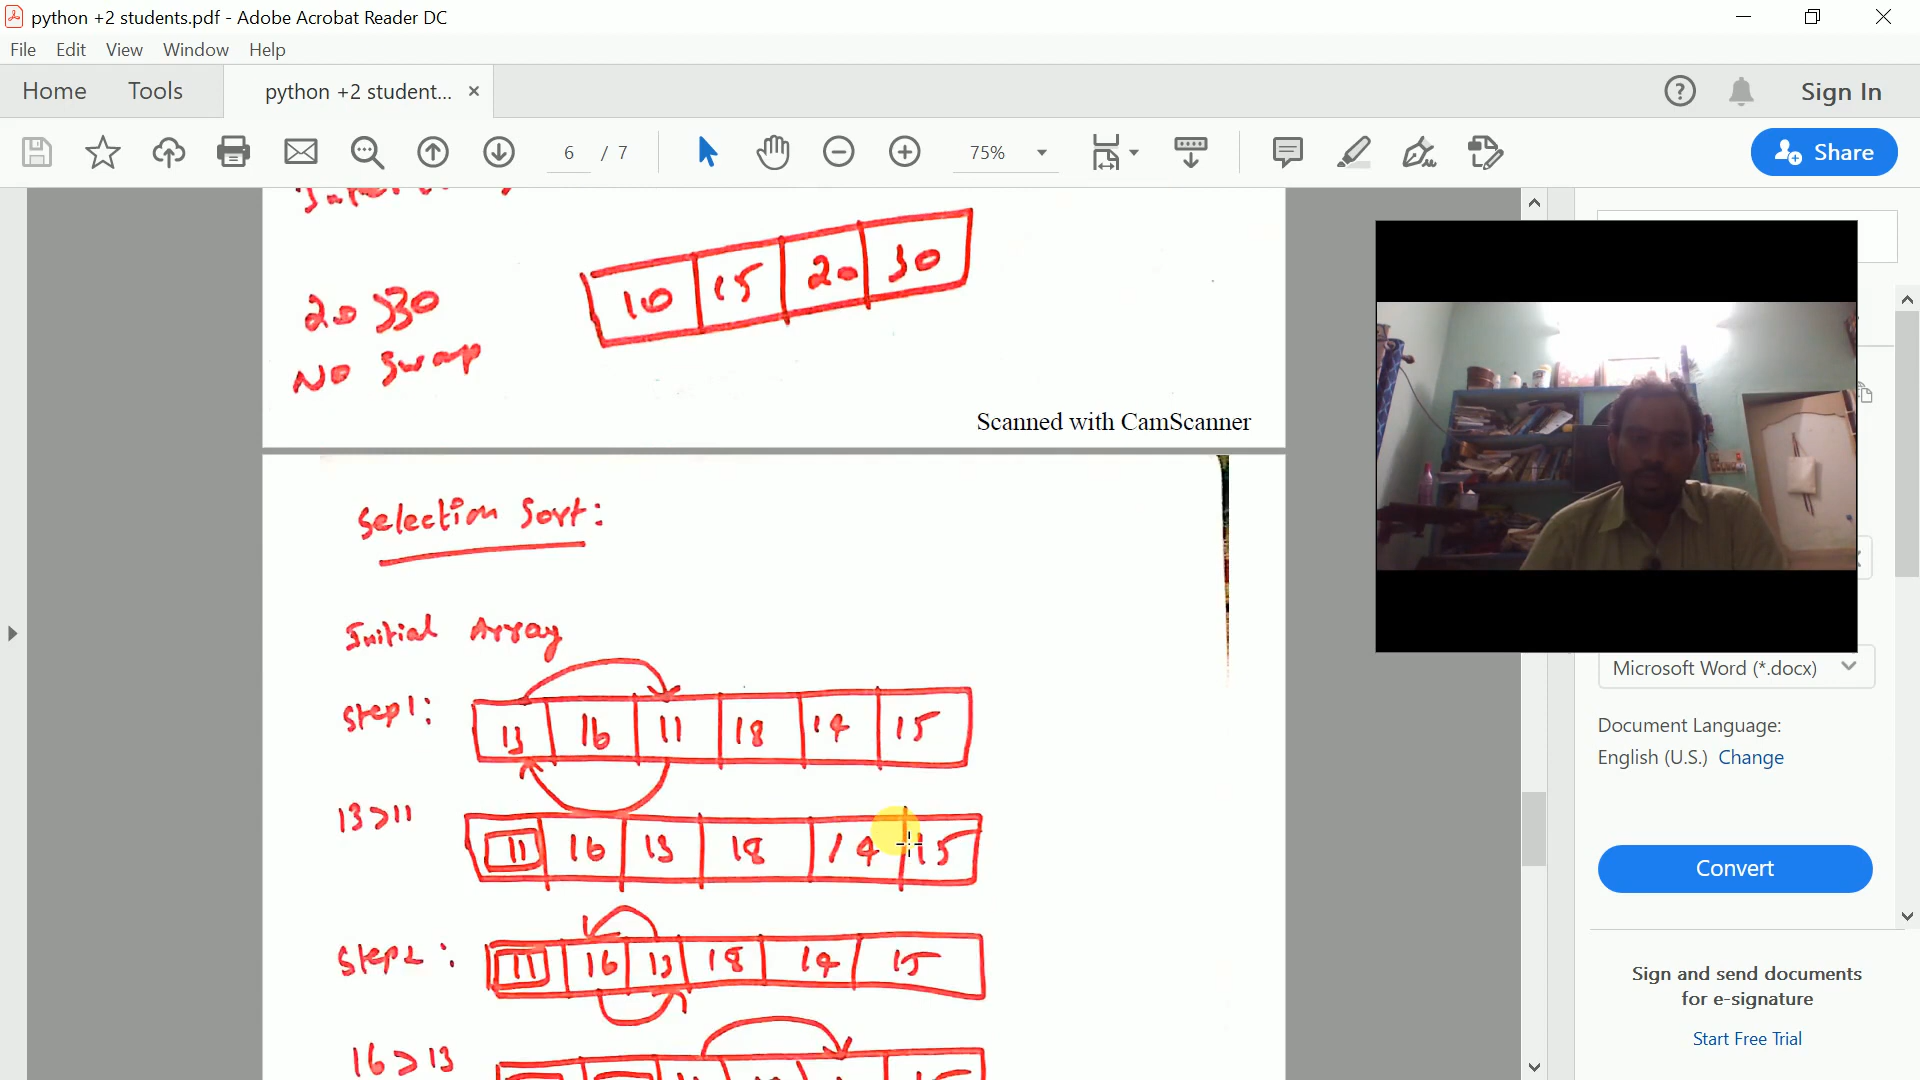 python +2 students.pdf - Adobe Acrobat Reader DC
File Edit View Window Help
Home Tools python +2 student... × Sign In
6 / 7 75% Share
20 > 30
No Swap
10 15 20 30
Scanned with CamScanner
Selection Sort:
Initial Array
Step1: 13 16 11 18 14 15
13>11 11 16 13 18 14 15
Step2: 11 16 13 18 14 15
16>13
Microsoft Word (*.docx)
Document Language:
English (U.S.) Change
Convert
Sign and send documents
for e-signature
Start Free Trial